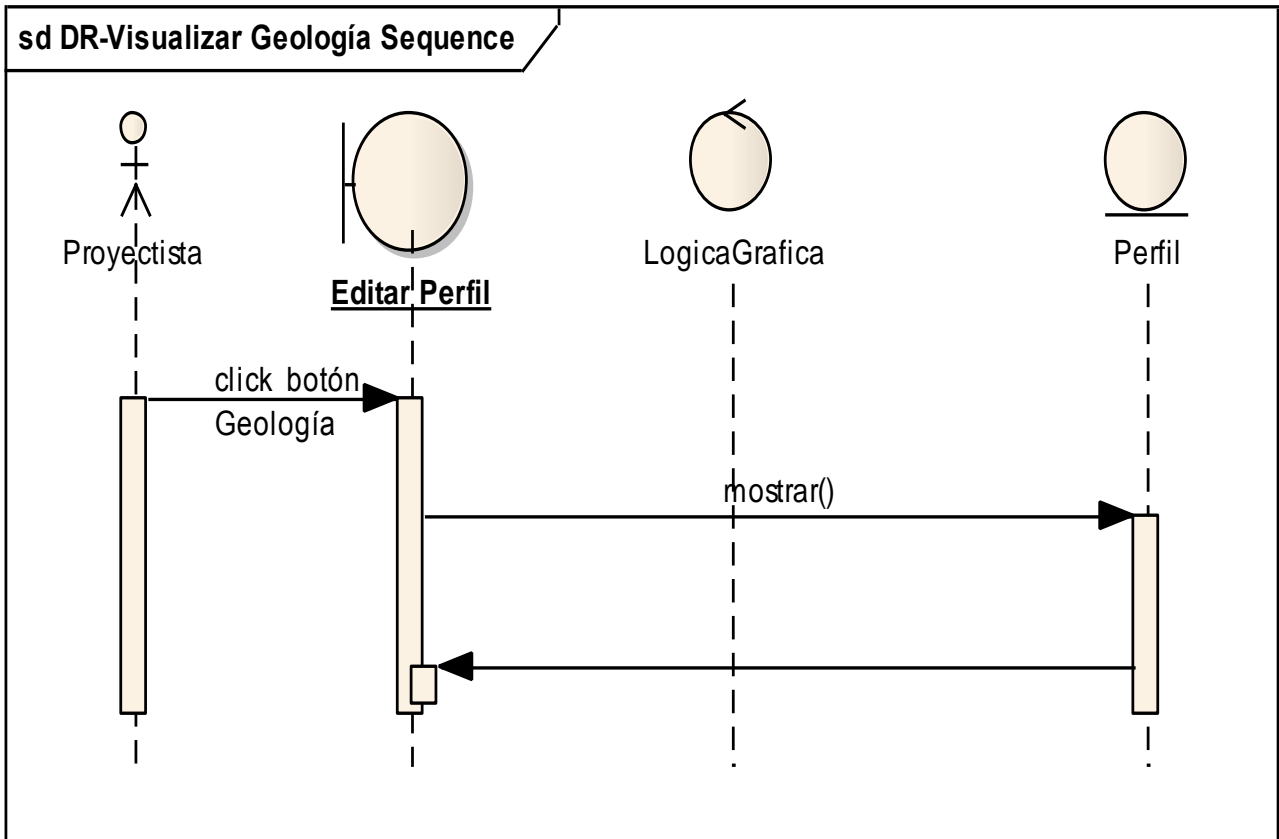 sd DR-Visualizar Geología Sequence
Proyectista
Editar Perfil
LogicaGrafica
Perfil
click botón
Geología
mostrar()